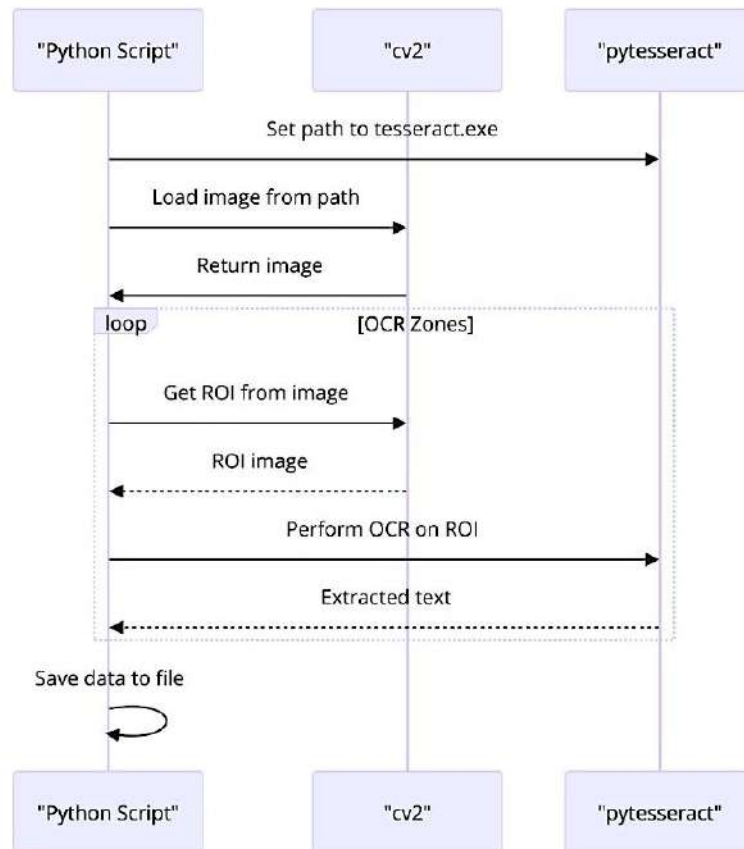 "Python Script" "cv2" "pytesseract"
Set path to tesseract.exe
Load image from path
Return image
loop [OCR Zones]
Get ROI from image
ROI image
Perform OCR on ROI
Extracted text
Save data to file
"Python Script" "cv2" "pytesseract"